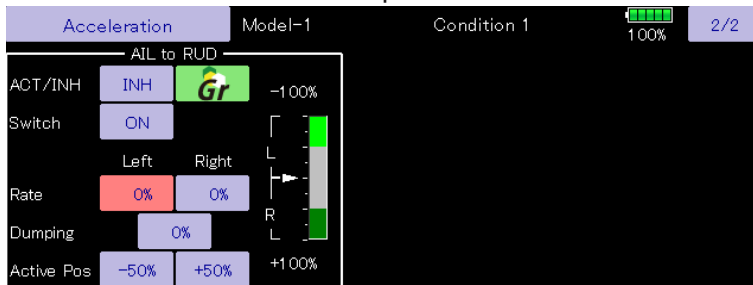 Acceleration Model-1 Condition 1 100% 2/2
AIL to RUD
ACT/INH INH Gr -100%
Switch ON
L
Left Right
Rate 0% 0%
R
Dumping 0%
Active Pos -50% +50% +100%